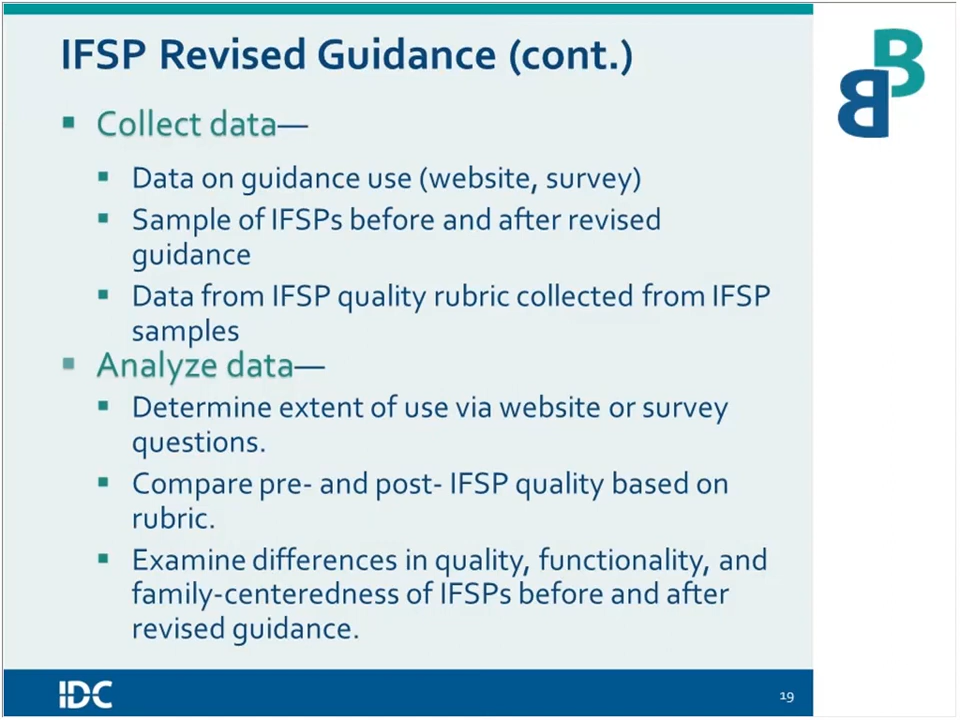 IFSP Revised Guidance (cont.)
B
B
▪ Collect data—
▪ Data on guidance use (website, survey)
▪ Sample of IFSPs before and after revised
guidance
▪ Data from IFSP quality rubric collected from IFSP
samples
▪ Analyze data—
▪ Determine extent of use via website or survey
questions.
▪ Compare pre- and post- IFSP quality based on
rubric.
▪ Examine differences in quality, functionality, and
family-centeredness of IFSPs before and after
revised guidance.
IDC
19